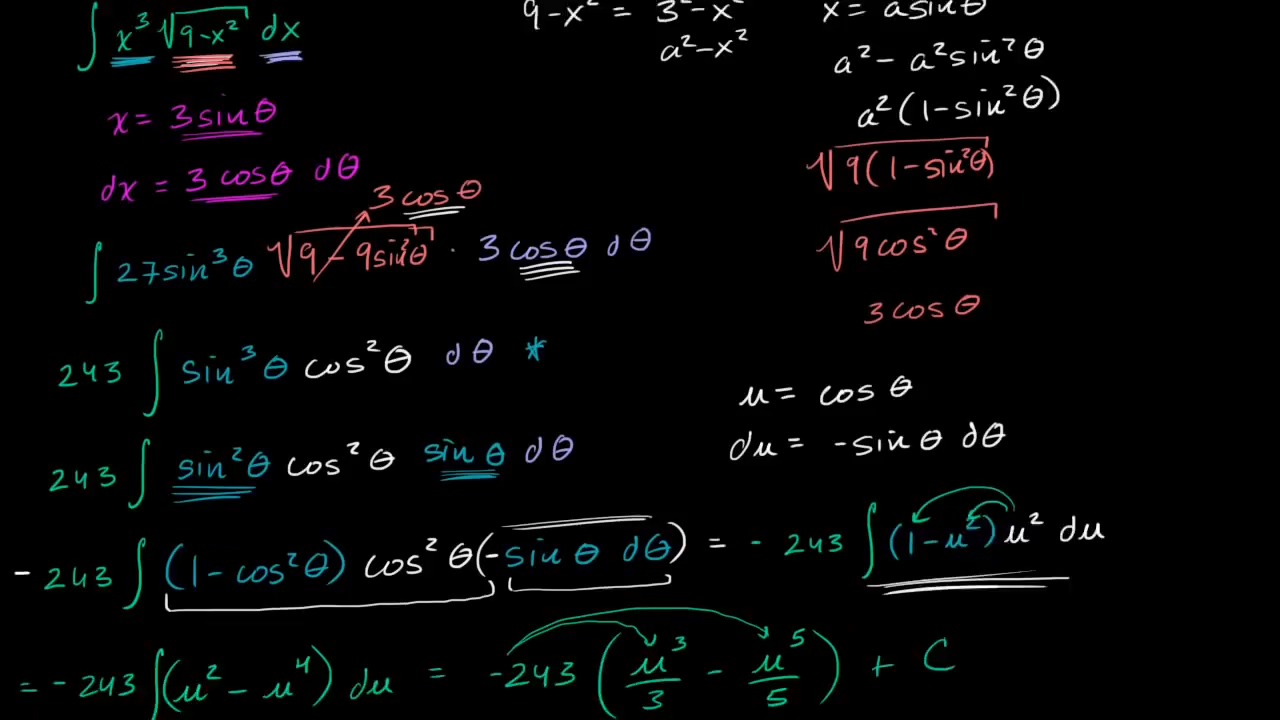 ∫ x³ √(9-x²) dx
9-x² = 3²-x²
a²-x²
x = a sin θ
a² - a² sin² θ
a² (1 - sin² θ)
√(9(1 - sin² θ))
√(9 cos² θ)
3 cos θ
x = 3 sin θ
dx = 3 cos θ dθ
3 cos θ
∫ 27 sin³ θ √(9 - 9 sin² θ) · 3 cos θ dθ
243 ∫ sin³ θ cos² θ dθ *
243 ∫ sin² θ cos² θ sin θ dθ
u = cos θ
du = -sin θ dθ
-243 ∫ (1 - cos² θ) cos² θ (-sin θ dθ) = -243 ∫ (1 - u²) u² du
= -243 ∫ (u² - u⁴) du = -243 (u³/3 - u⁵/5) + C